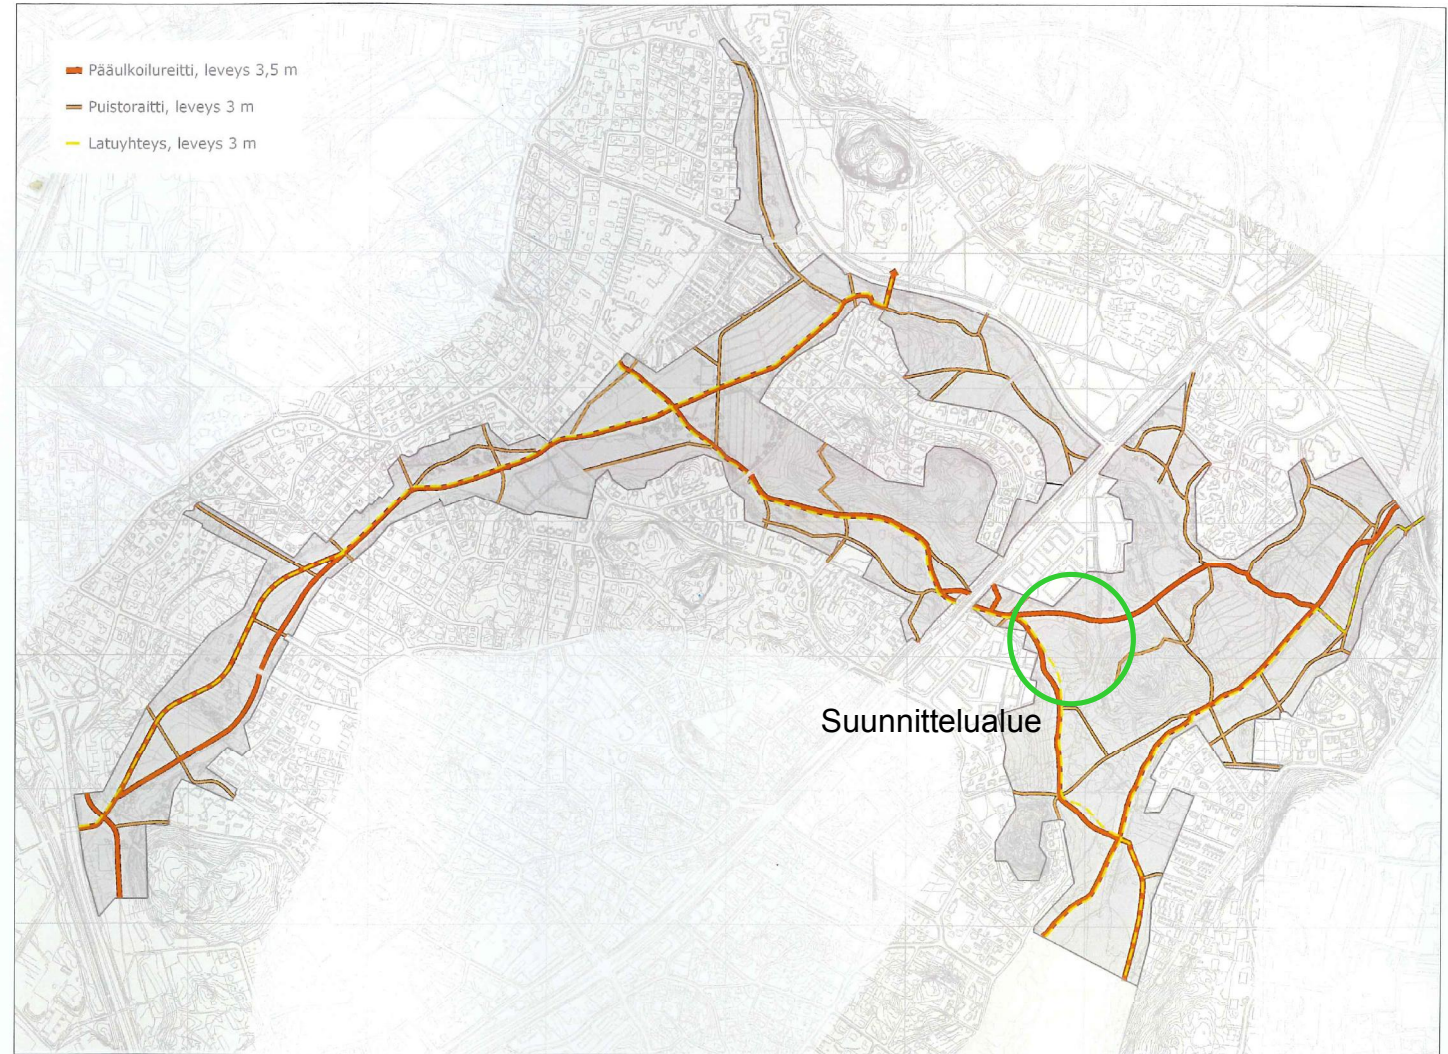 Pääulkoilureitti, leveys 3,5 m
Puistoraitti, leveys 3 m
Latuyhteys, leveys 3 m
Suunnittelualue